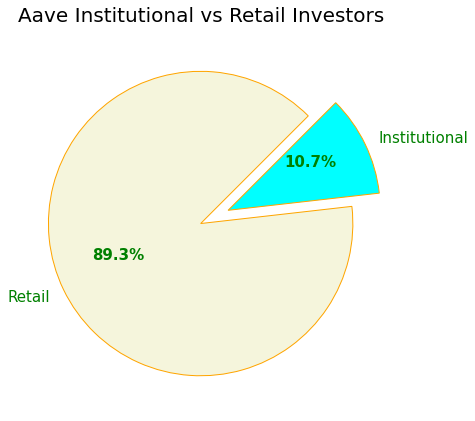 Aave Institutional vs Retail Investors
Institutional
10.7%
89.3%
Retail